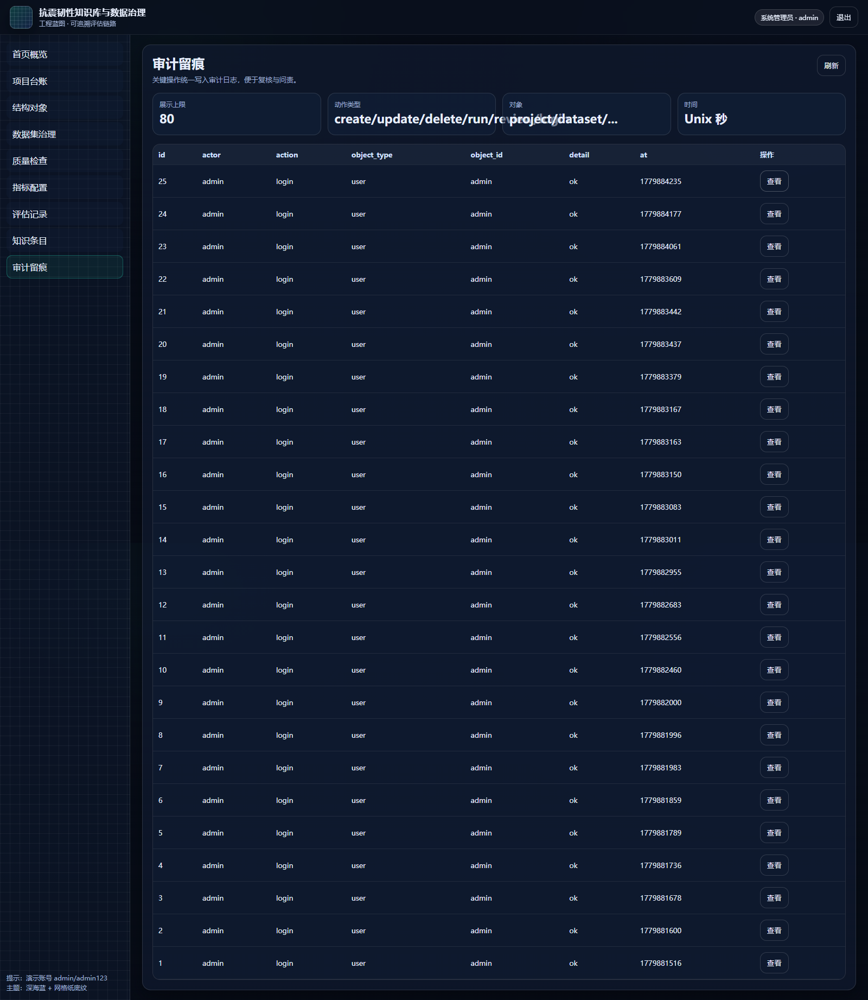 抗震韧性知识库与数据治理
工程蓝图 · 可追溯评估链路
系统管理员 · admin
退出
首页概览
项目台账
结构对象
数据集治理
质量检查
指标配置
评估记录
知识条目
审计留痕
提示：演示账号 admin/admin123
主题：深海蓝 + 网格纸底纹
审计留痕
关键操作统一写入审计日志，便于复核与问责。
刷新
展示上限
80
动作类型
create/update/delete/run/review/login
对象
project/dataset/...
时间
Unix 秒
id actor action object_type object_id detail at 操作
25 admin login user admin ok 1779884235 查看
24 admin login user admin ok 1779884177 查看
23 admin login user admin ok 1779884061 查看
22 admin login user admin ok 1779883609 查看
21 admin login user admin ok 1779883442 查看
20 admin login user admin ok 1779883437 查看
19 admin login user admin ok 1779883379 查看
18 admin login user admin ok 1779883167 查看
17 admin login user admin ok 1779883163 查看
16 admin login user admin ok 1779883150 查看
15 admin login user admin ok 1779883083 查看
14 admin login user admin ok 1779883011 查看
13 admin login user admin ok 1779882955 查看
12 admin login user admin ok 1779882683 查看
11 admin login user admin ok 1779882556 查看
10 admin login user admin ok 1779882460 查看
9 admin login user admin ok 1779882000 查看
8 admin login user admin ok 1779881996 查看
7 admin login user admin ok 1779881983 查看
6 admin login user admin ok 1779881859 查看
5 admin login user admin ok 1779881789 查看
4 admin login user admin ok 1779881736 查看
3 admin login user admin ok 1779881678 查看
2 admin login user admin ok 1779881600 查看
1 admin login user admin ok 1779881516 查看